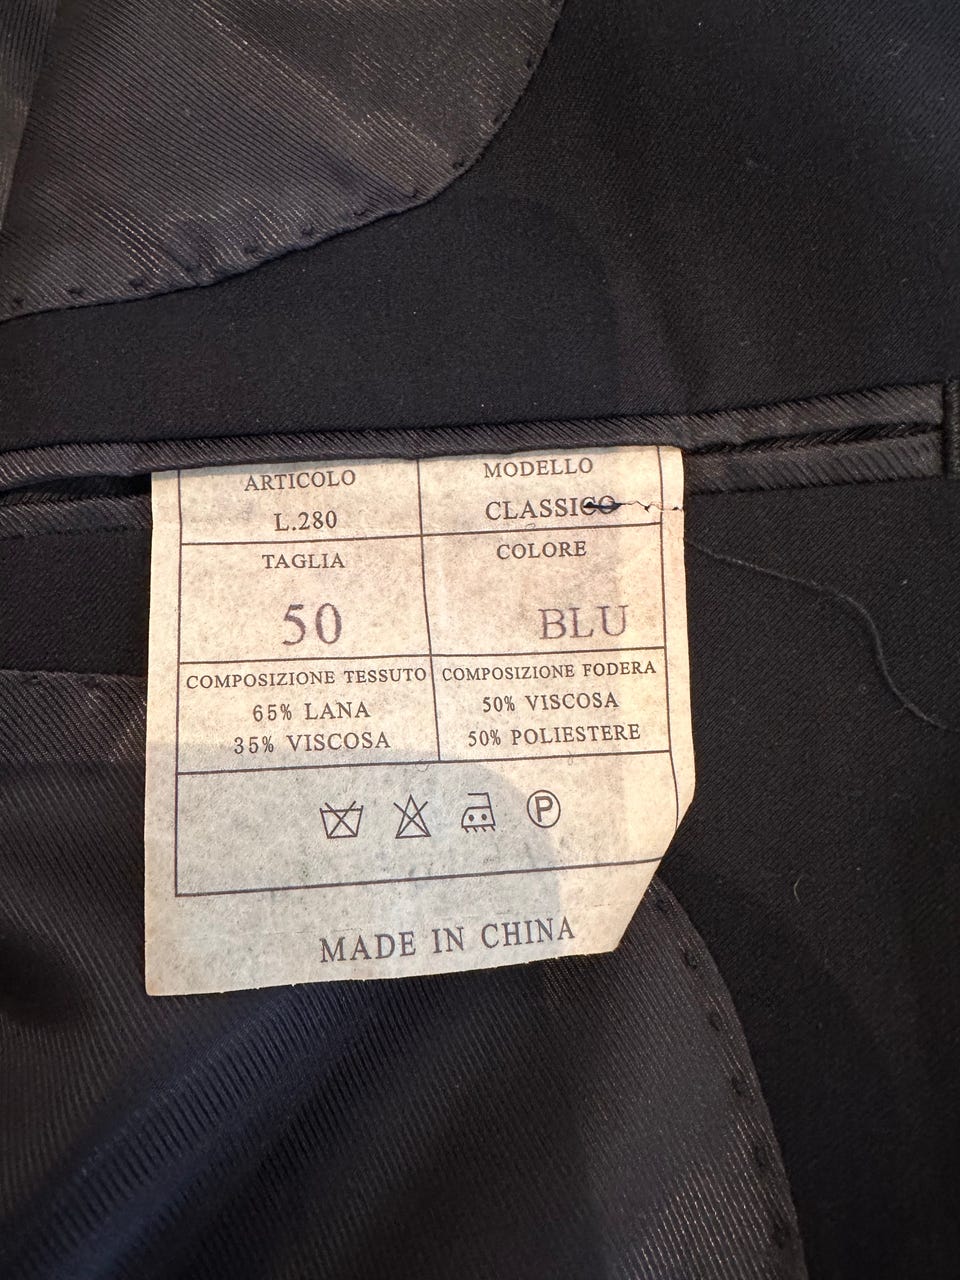 ARTICOLO MODELLO
L.280 CLASSICO
TAGLIA COLORE
50 BLU
COMPOSIZIONE TESSUTO COMPOSIZIONE FODERA
65% LANA 50% VISCOSA
35% VISCOSA 50% POLIESTERE
P
MADE IN CHINA